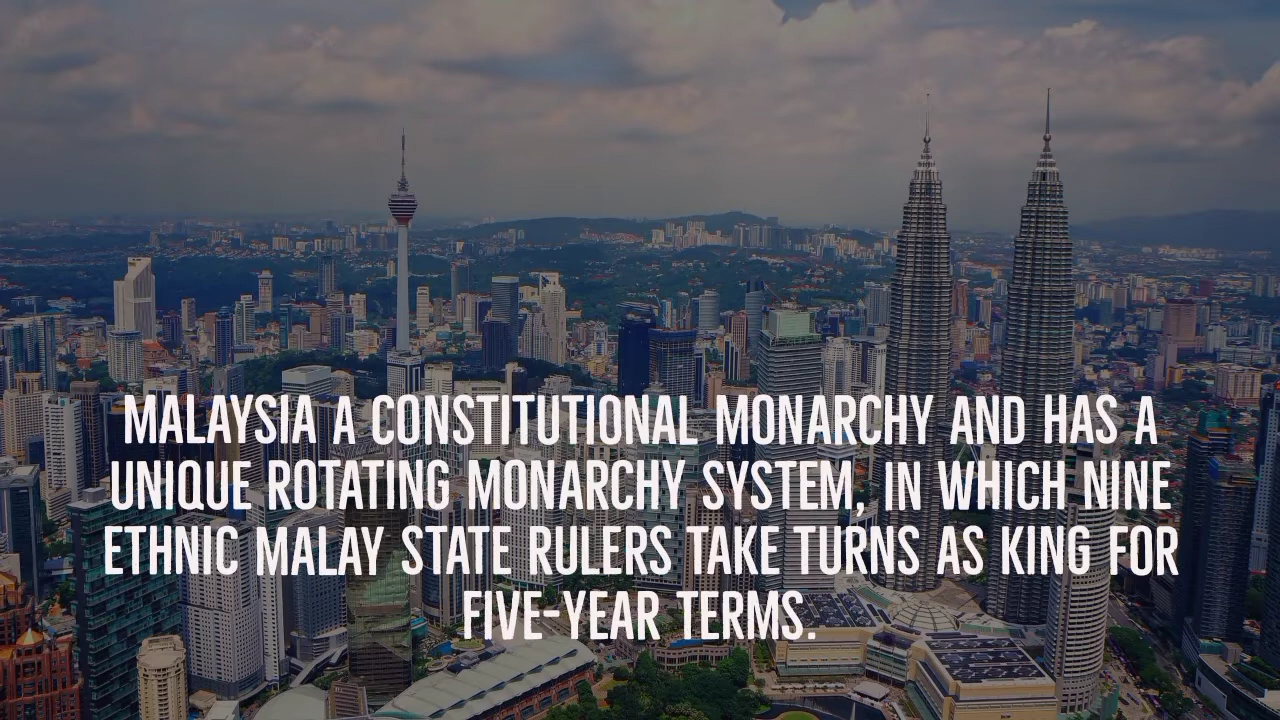 MALAYSIA A CONSTITUTIONAL MONARCHY AND HAS A
UNIQUE ROTATING MONARCHY SYSTEM, IN WHICH NINE
ETHNIC MALAY STATE RULERS TAKE TURNS AS KING FOR
FIVE-YEAR TERMS.